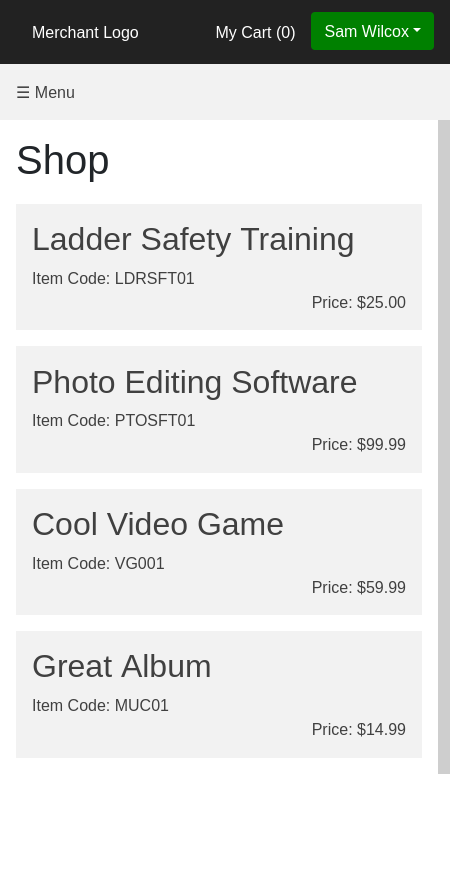 Merchant Logo My Cart (0) Sam Wilcox
☰ Menu
Shop
Ladder Safety Training
Item Code: LDRSFT01
Price: $25.00
Photo Editing Software
Item Code: PTOSFT01
Price: $99.99
Cool Video Game
Item Code: VG001
Price: $59.99
Great Album
Item Code: MUC01
Price: $14.99